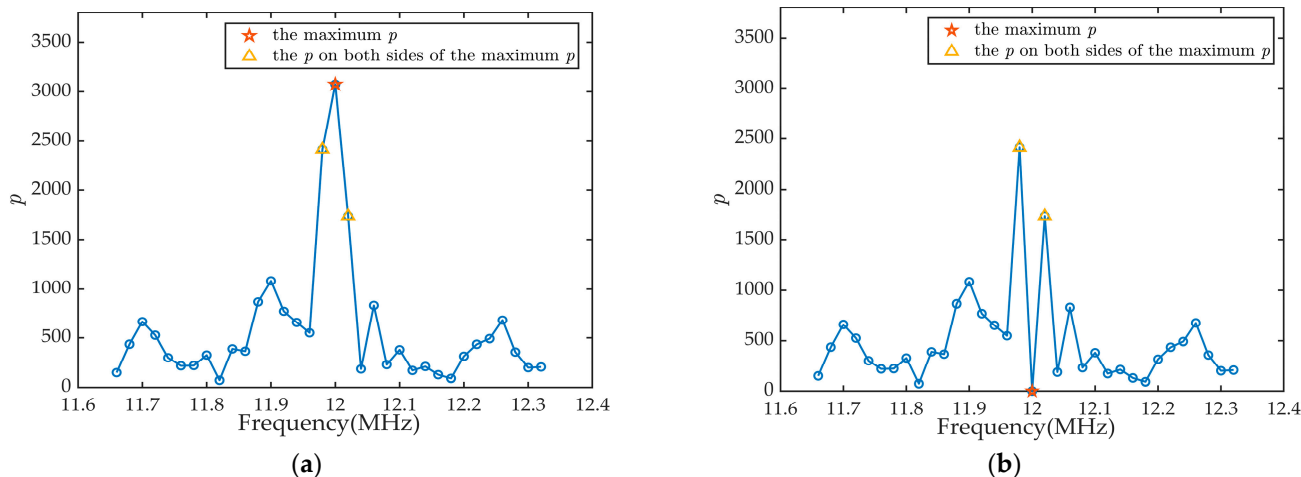 3500
3000
2500
2000
1500
1000
500
0
p
the maximum p
the p on both sides of the maximum p
11.6 11.7 11.8 11.9 12 12.1 12.2 12.3 12.4
Frequency(MHz)
(a)
3500
3000
2500
2000
1500
1000
500
0
p
the maximum p
the p on both sides of the maximum p
11.6 11.7 11.8 11.9 12 12.1 12.2 12.3 12.4
Frequency(MHz)
(b)